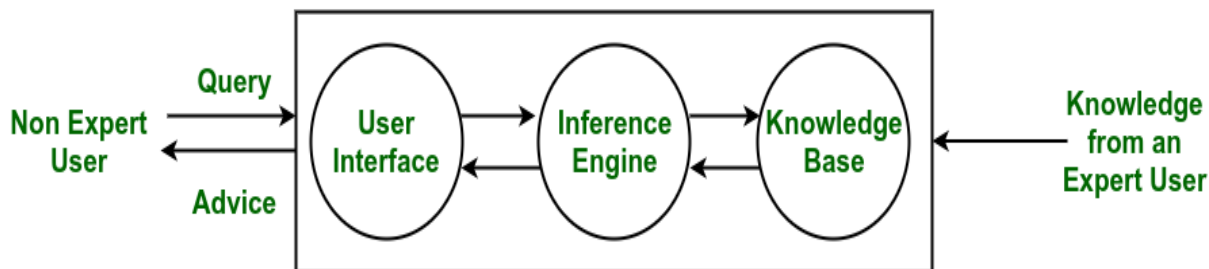 Query
Non Expert
User
Advice
User
Interface
Inference
Engine
Knowledge
Base
Knowledge
from an
Expert User